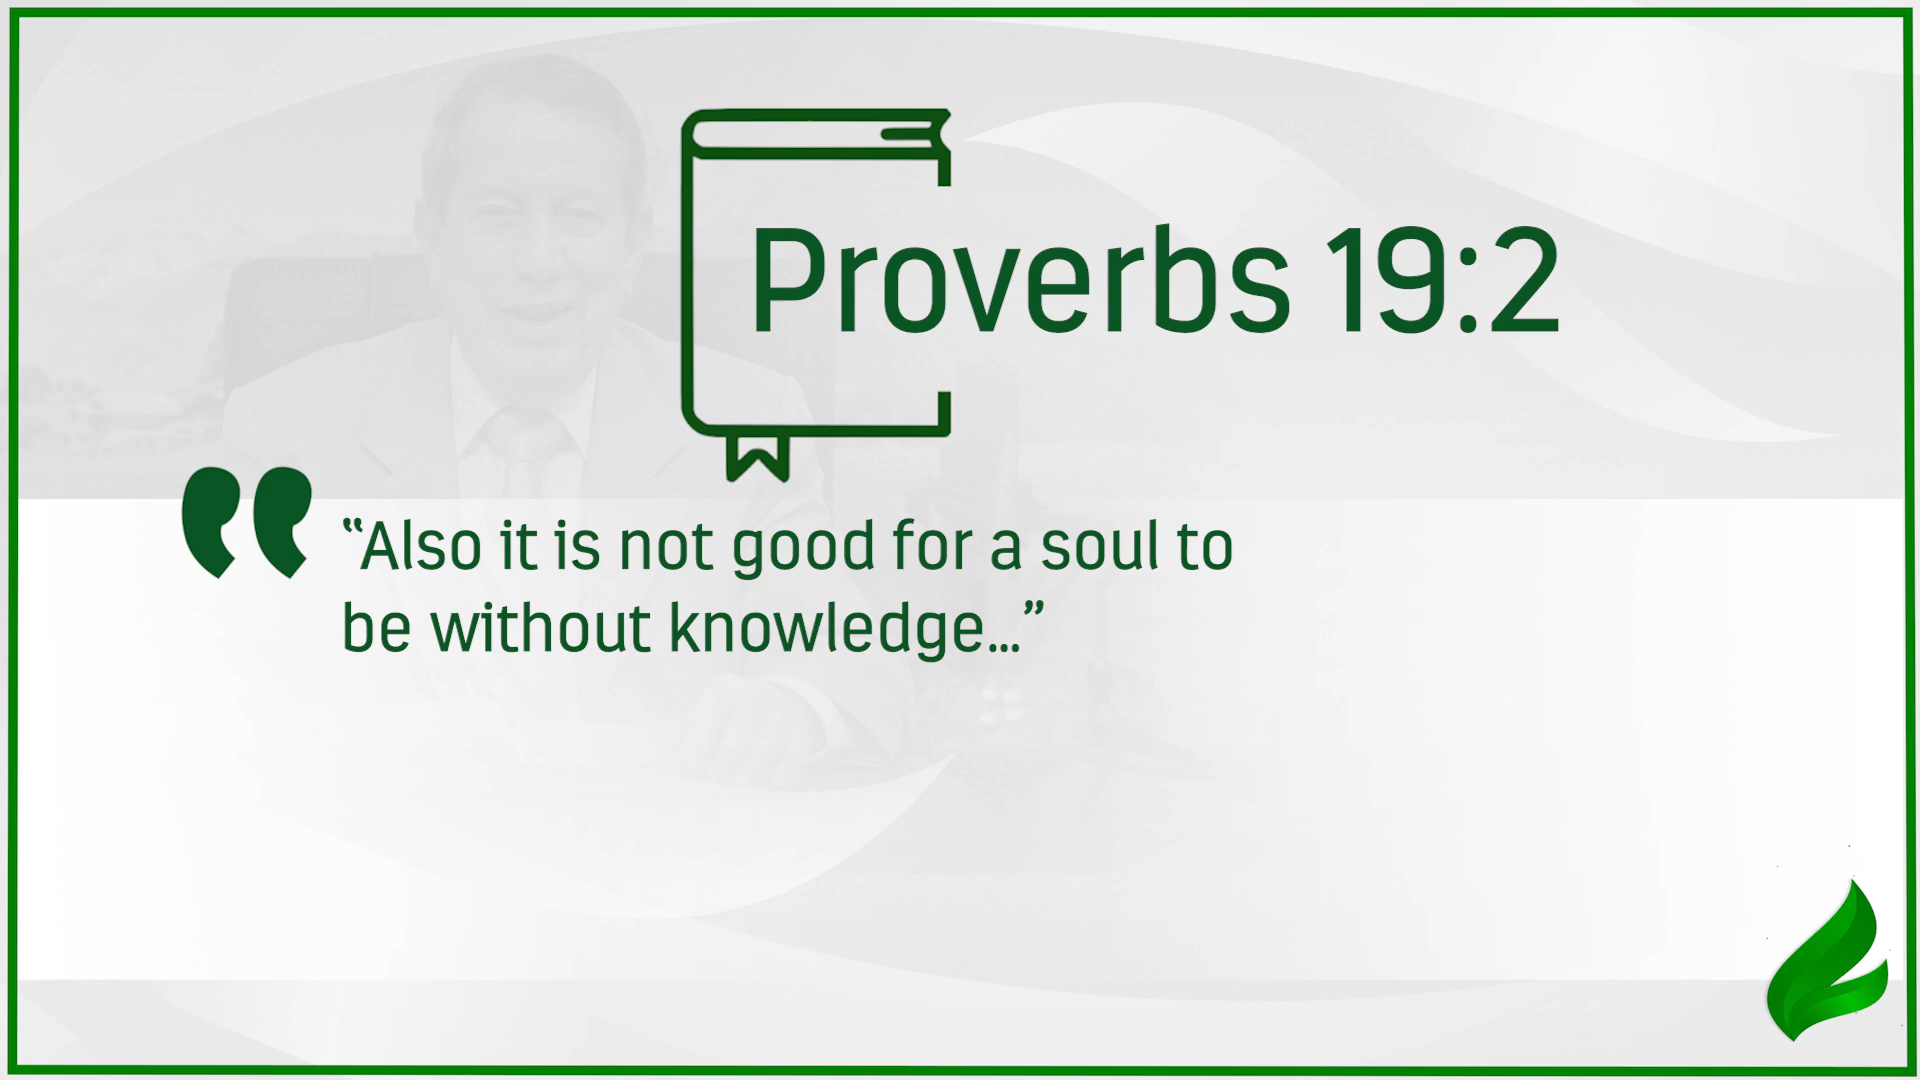 Proverbs 19:2
“Also it is not good for a soul to
be without knowledge…”